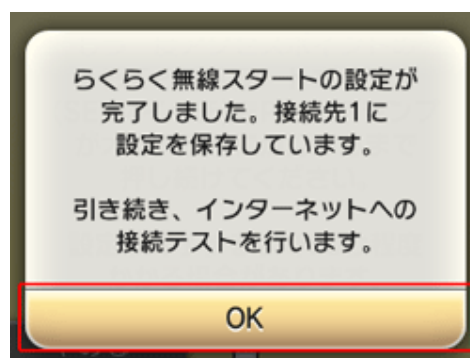 らくらく無線スタートの設定が
完了しました。接続先1に
設定を保存しています。
引き続き、インターネットへの
接続テストを行います。
OK